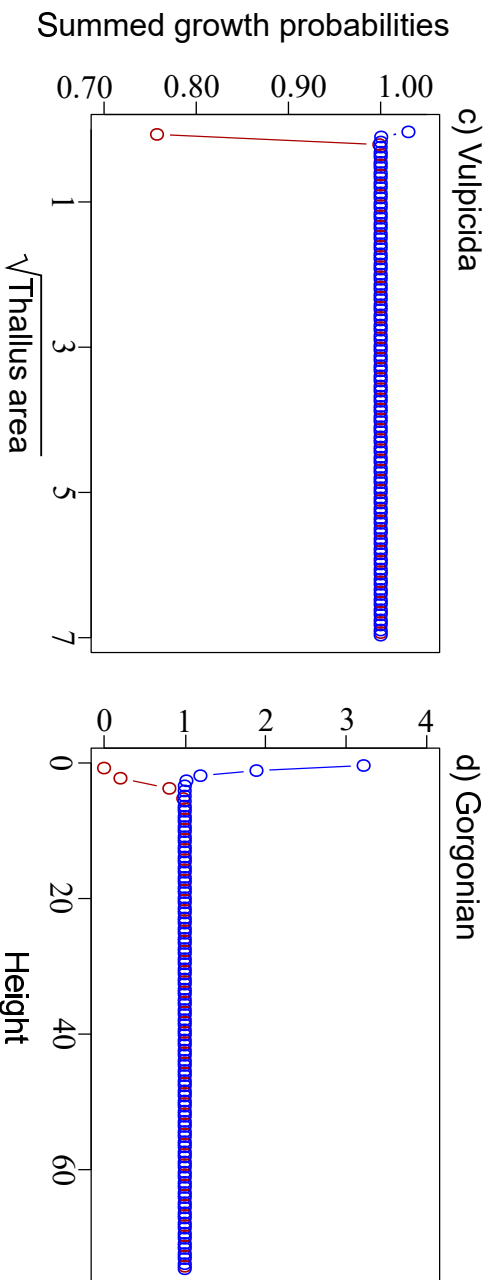 Summed growth probabilities
c) Vulpicida
0.70 0.80 0.90 1.00
1 3 5 7
√Thallus area
d) Gorgonian
0 1 2 3 4
0 20 40 60
Height